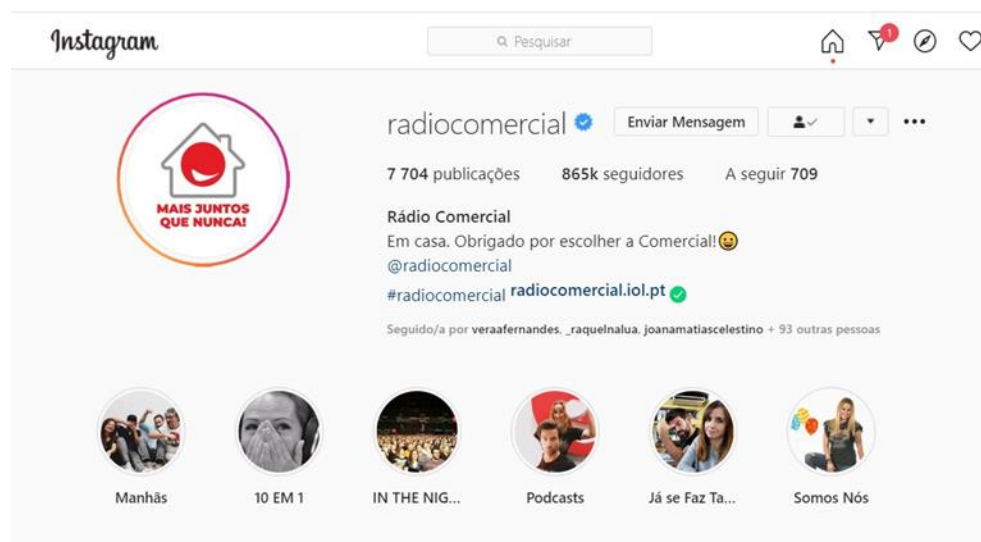 Instagram
Pesquisar
1
radiocomercial
Enviar Mensagem
7 704 publicações 865k seguidores A seguir 709
Rádio Comercial
Em casa. Obrigado por escolher a Comercial!😀
@radiocomercial
#radiocomercial radiocomercial.iol.pt
Seguido/a por veraafernandes, _raquelnalua, joanamatiascelestino + 93 outras pessoas
MAIS JUNTOS
QUE NUNCA!
Manhãs 10 EM 1 IN THE NIG... Podcasts Já se Faz Ta... Somos Nós